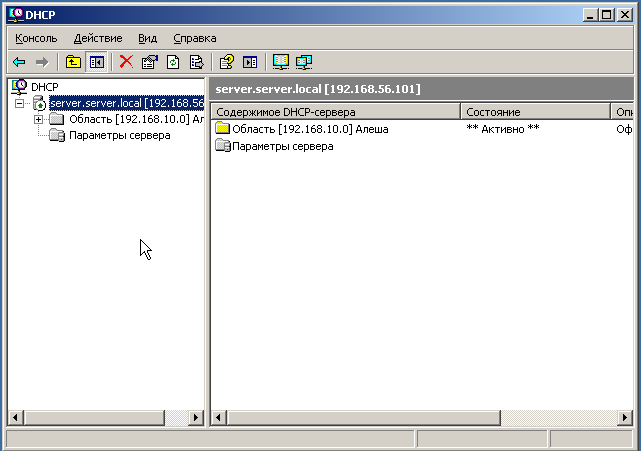 DHCP
Консоль Действие Вид Справка
DHCP
server.server.local [192.168.56
Область [192.168.10.0] Ал
Параметры сервера
server.server.local [192.168.56.101]
Содержимое DHCP-сервера Состояние Опи
Область [192.168.10.0] Алеша ** Активно ** Оф
Параметры сервера